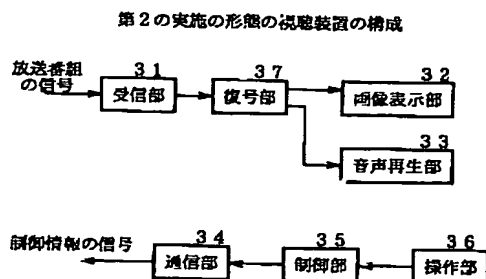 第2の実施の形態の視聴装置の構成
放送番組
の信号
31
受信部
37
復号部
32
画像表示部
33
音声再生部
制御情報の信号
34
通信部
35
制御部
36
操作部